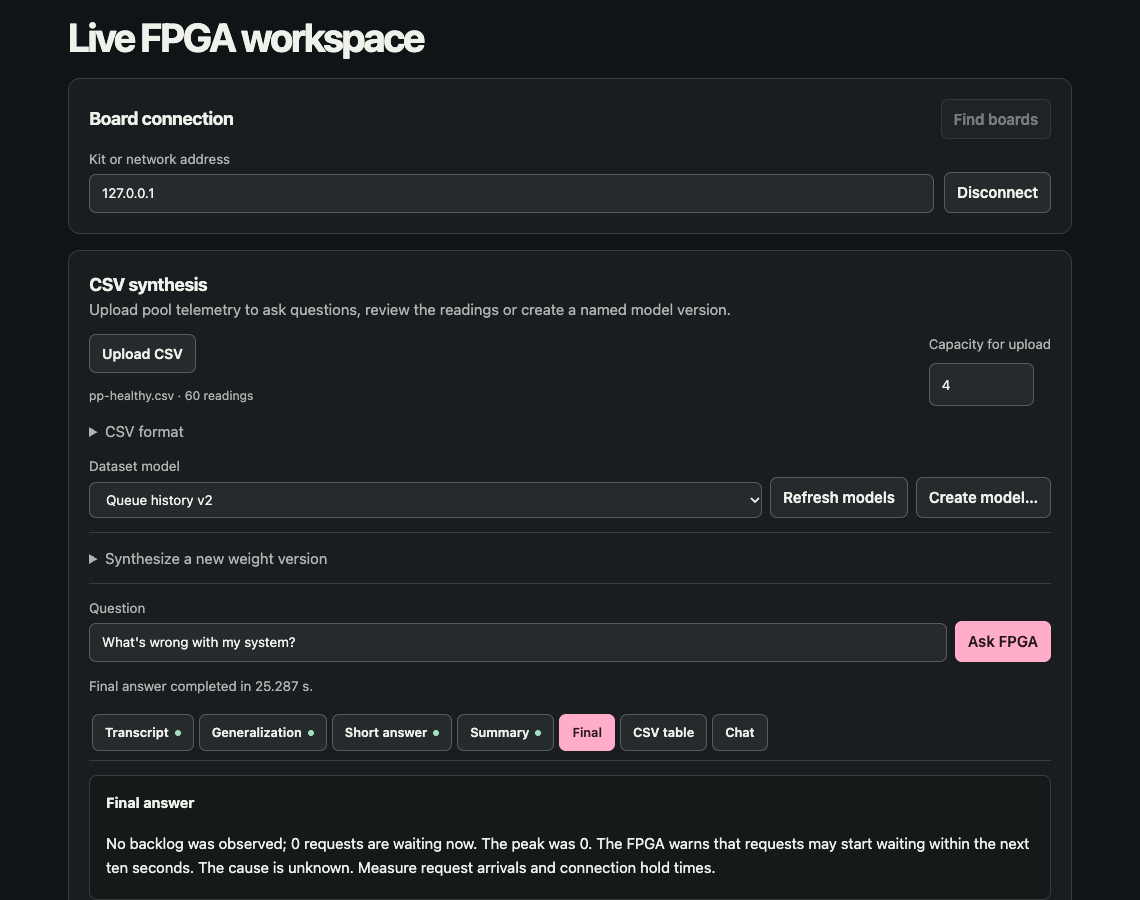 Live FPGA workspace
Board connection
Find boards
Kit or network address
127.0.0.1
Disconnect
CSV synthesis
Upload pool telemetry to ask questions, review the readings or create a named model version.
Upload CSV
Capacity for upload
4
pp-healthy.csv · 60 readings
CSV format
Dataset model
Queue history v2
Refresh models
Create model...
Synthesize a new weight version
Question
What's wrong with my system?
Ask FPGA
Final answer completed in 25.287 s.
Transcript
Generalization
Short answer
Summary
Final
CSV table
Chat
Final answer
No backlog was observed; 0 requests are waiting now. The peak was 0. The FPGA warns that requests may start waiting within the next
ten seconds. The cause is unknown. Measure request arrivals and connection hold times.